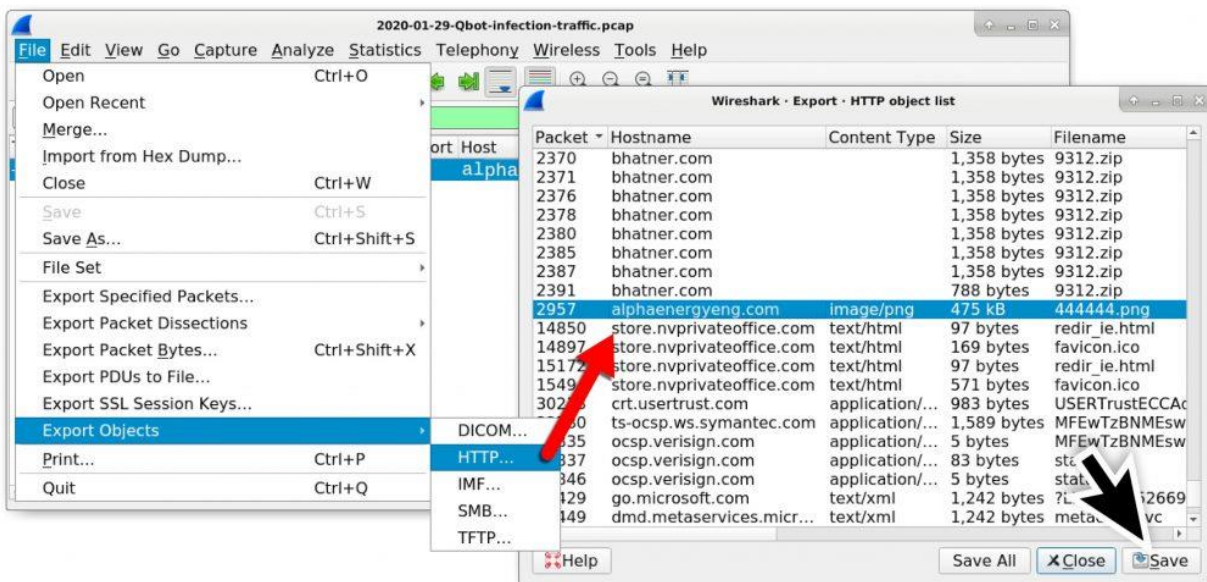 2020-01-29-Qbot-infection-traffic.pcap
File Edit View Go Capture Analyze Statistics Telephony Wireless Tools Help
Open Ctrl+O
Open Recent
Merge...
Import from Hex Dump...
Close Ctrl+W
Save Ctrl+S
Save As... Ctrl+Shift+S
File Set
Export Specified Packets...
Export Packet Dissections
Export Packet Bytes... Ctrl+Shift+X
Export PDUs to File...
Export SSL Session Keys...
Export Objects
Print... Ctrl+P
Quit Ctrl+Q
DICOM...
HTTP...
IMF...
SMB...
TFTP...
ort Host
alpha
Wireshark · Export · HTTP object list
Packet Hostname Content Type Size Filename
2370 bhatner.com 1,358 bytes 9312.zip
2371 bhatner.com 1,358 bytes 9312.zip
2376 bhatner.com 1,358 bytes 9312.zip
2378 bhatner.com 1,358 bytes 9312.zip
2380 bhatner.com 1,358 bytes 9312.zip
2385 bhatner.com 1,358 bytes 9312.zip
2387 bhatner.com 1,358 bytes 9312.zip
2391 bhatner.com 788 bytes 9312.zip
2957 alphaenergyeng.com image/png 475 kB 444444.png
14850 store.nvprivateoffice.com text/html 97 bytes redir_ie.html
14897 store.nvprivateoffice.com text/html 169 bytes favicon.ico
15172 store.nvprivateoffice.com text/html 97 bytes redir_ie.html
1549 store.nvprivateoffice.com text/html 571 bytes favicon.ico
crt.usertrust.com application/... 983 bytes USERTrustECCAc
ts-ocsp.ws.symantec.com application/... 1,589 bytes MFEwTzBNMEsw
335 ocsp.verisign.com application/... 5 bytes MFEwTzBNMEsw
337 ocsp.verisign.com application/... 83 bytes
346 ocsp.verisign.com application/... 5 bytes
429 go.microsoft.com text/xml 1,242 bytes
449 dmd.metaservices.micr... text/xml 1,242 bytes
Help Save All Close Save